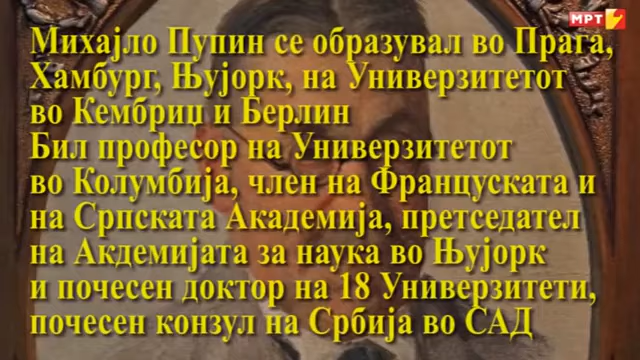 МРТ
Михајло Пупин се образувал во Прага,
Хамбург, Њујорк, на Универзитетот
во Кембриџ и Берлин
Бил професор на Универзитетот
во Колумбија, член на Француската и
на Српската Академија, претседател
на Акдемијата за наука во Њујорк
и почесен доктор на 18 Универзитети,
почесен конзул на Србија во САД